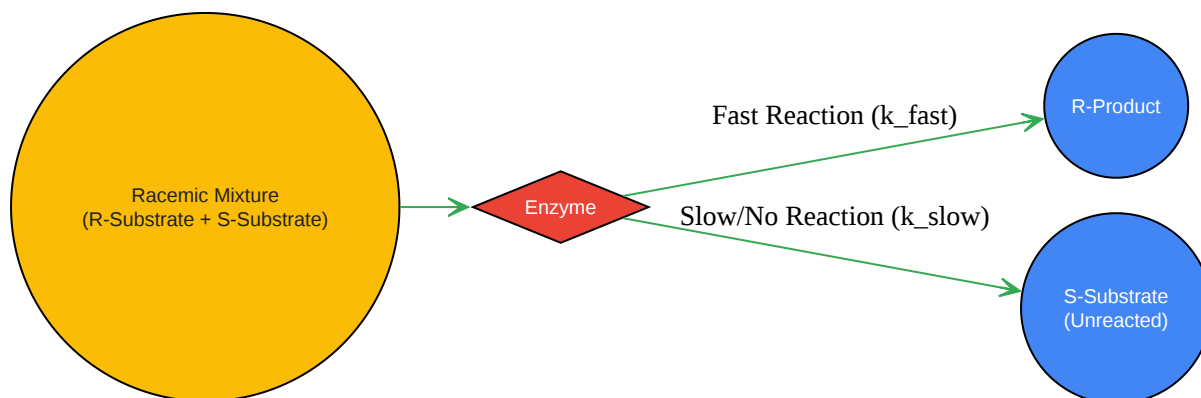 Racemic Mixture
(R-Substrate + S-Substrate)
Enzyme
Fast Reaction (k_fast)
Slow/No Reaction (k_slow)
R-Product
S-Substrate
(Unreacted)